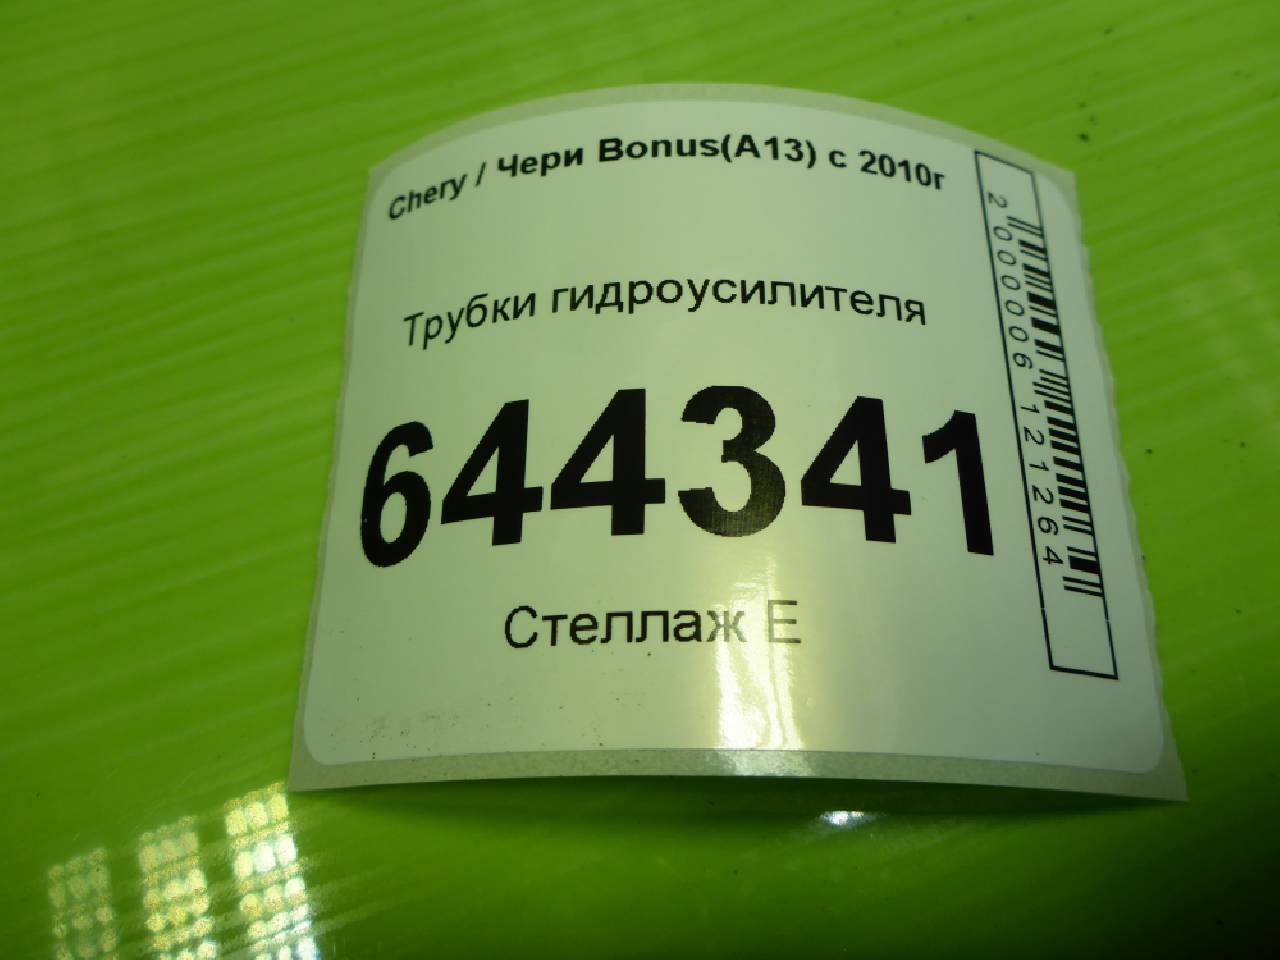 Chery / Чери Bonus(A13) с 2010г
Трубки гидроусилителя
644341
Стеллаж Е
2000006121264